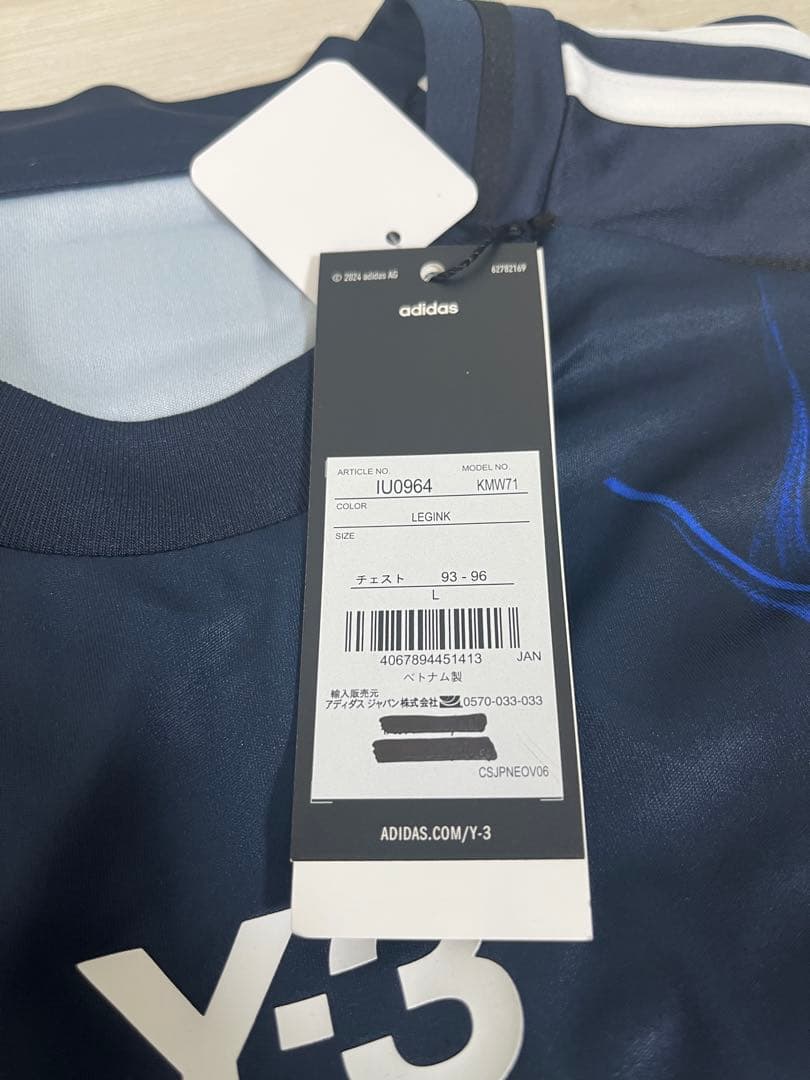 © 2024 adidas AG
62782169
adidas
ARTICLE NO.
MODEL NO.
IU0964
KMW71
COLOR
LEGINK
SIZE
チェスト 93 - 96
L
4067894451413 JAN
ベトナム製
輸入販売元
アディダス ジャパン株式会社 0570-033-033
CSJPNEOV06
ADIDAS.COM/Y-3
Y-3